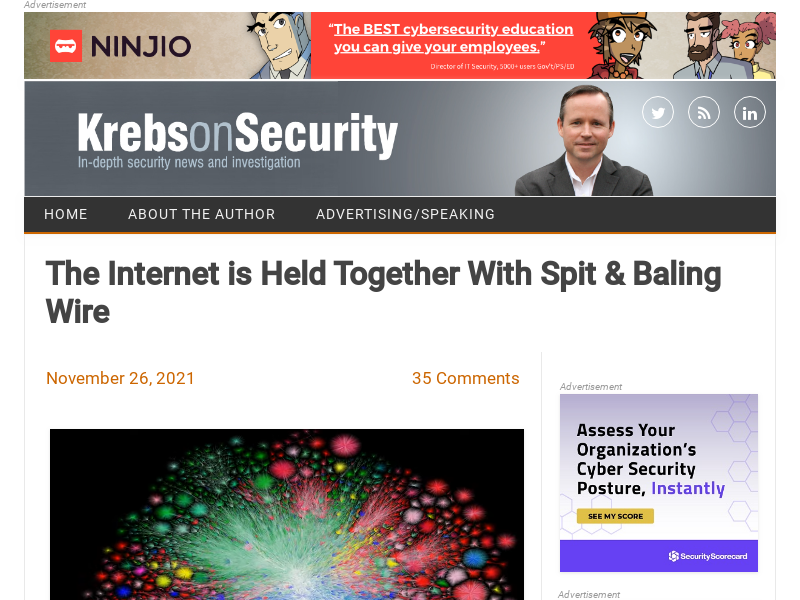 Advertisement
NINJIO
“The BEST cybersecurity education
you can give your employees.”
Director of IT Security, 5000+ users Gov't/PS/ED
KrebsonSecurity
In-depth security news and investigation
HOME
ABOUT THE AUTHOR
ADVERTISING/SPEAKING
The Internet is Held Together With Spit & Baling
Wire
November 26, 2021
35 Comments
Advertisement
Assess Your
Organization’s
Cyber Security
Posture, Instantly
SEE MY SCORE
SecurityScorecard
Advertisement